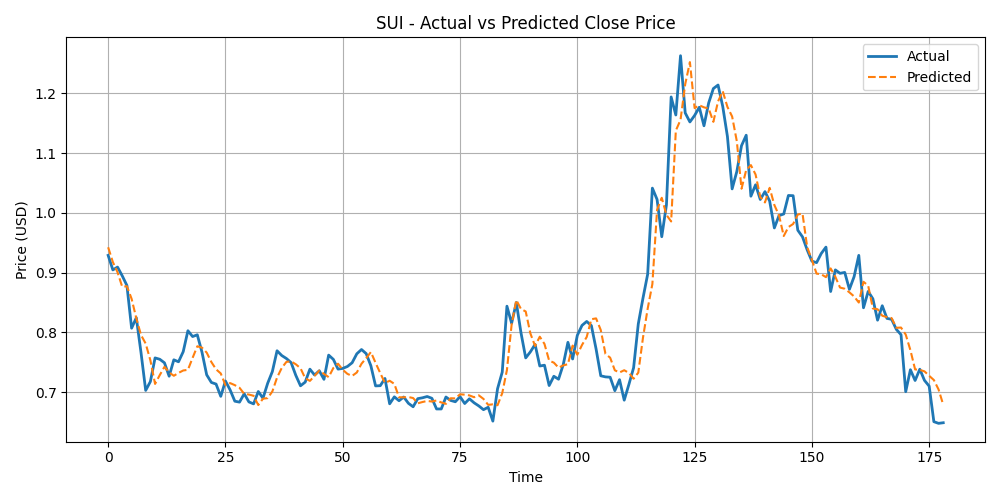 SUI - Actual vs Predicted Close Price
Actual
Predicted
Price (USD)
1.2
1.1
1.0
0.9
0.8
0.7
0 25 50 75 100 125 150 175
Time